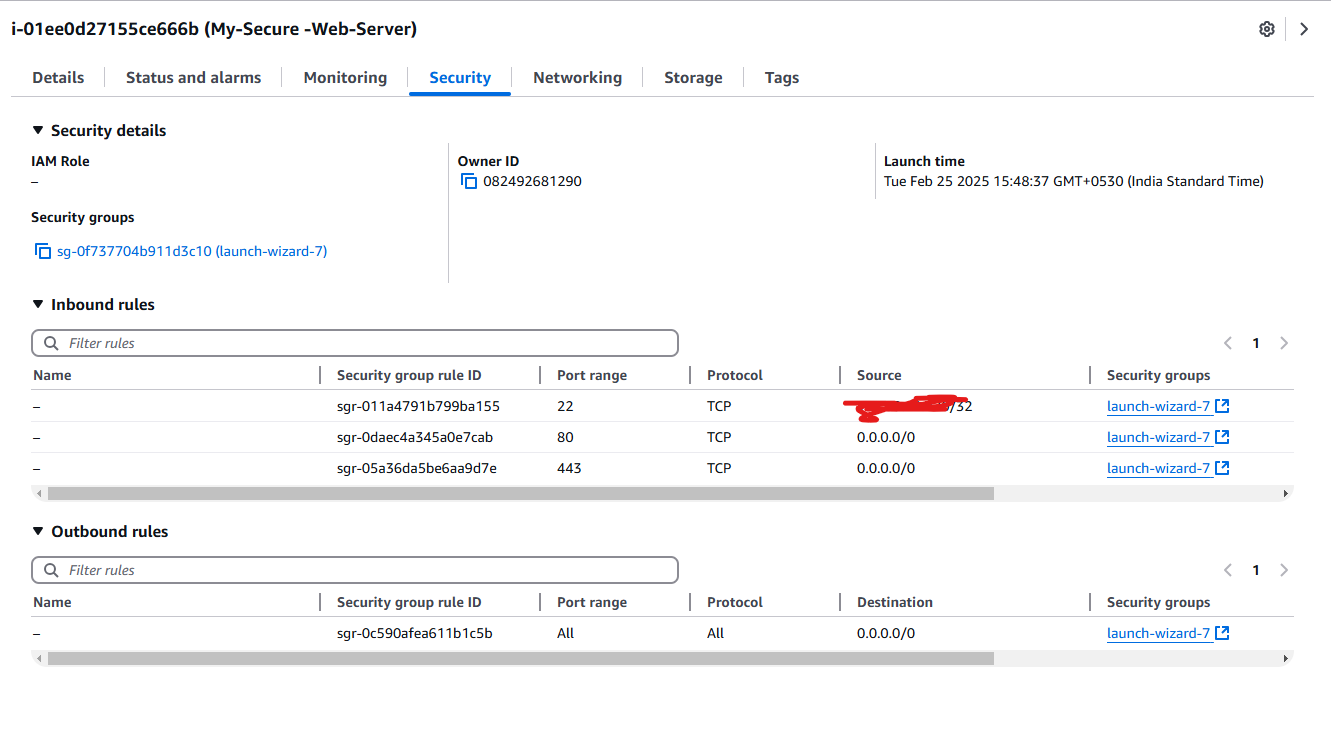 i-01ee0d27155ce666b (My-Secure -Web-Server)
Details Status and alarms Monitoring Security Networking Storage Tags
Security details
IAM Role Owner ID Launch time
– 082492681290 Tue Feb 25 2025 15:48:37 GMT+0530 (India Standard Time)
Security groups
sg-0f737704b911d3c10 (launch-wizard-7)
Inbound rules
Filter rules 1
Name Security group rule ID Port range Protocol Source Security groups
– sgr-011a4791b799ba155 22 TCP /32 launch-wizard-7
– sgr-0daec4a345a0e7cab 80 TCP 0.0.0.0/0 launch-wizard-7
– sgr-05a36da5be6aa9d7e 443 TCP 0.0.0.0/0 launch-wizard-7
Outbound rules
Filter rules 1
Name Security group rule ID Port range Protocol Destination Security groups
– sgr-0c590afea611b1c5b All All 0.0.0.0/0 launch-wizard-7